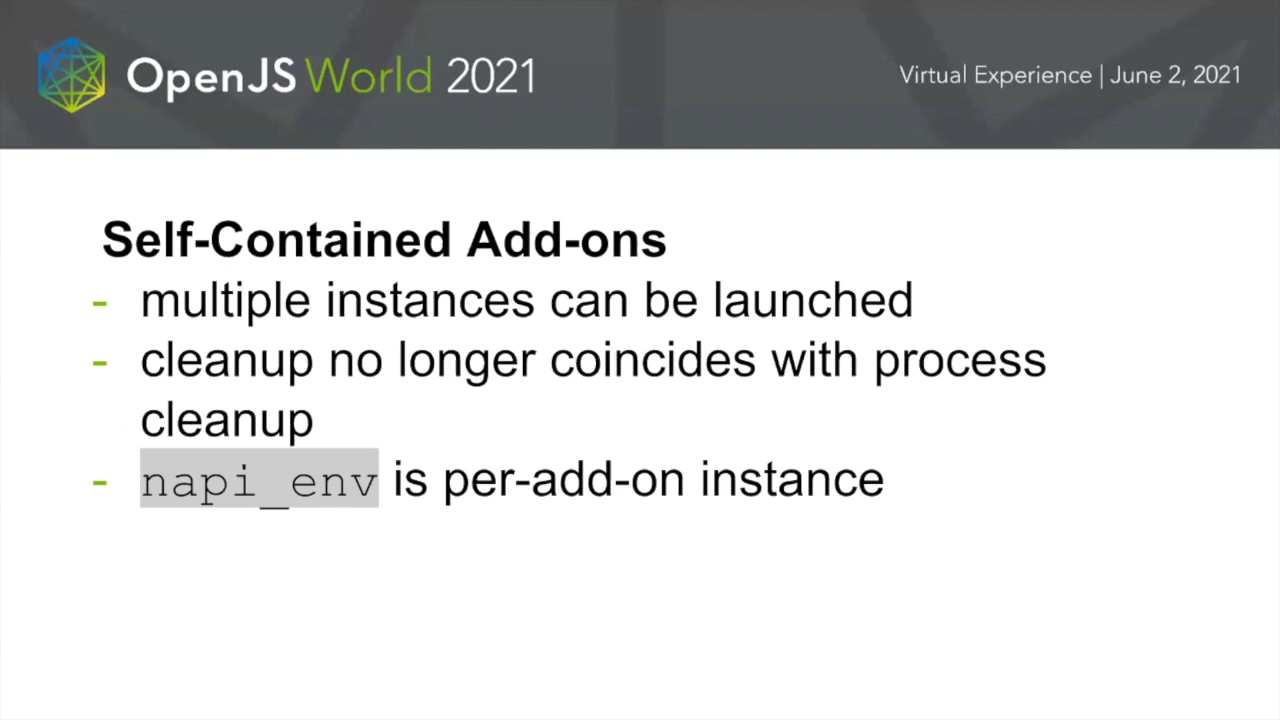 OpenJS World 2021
Virtual Experience | June 2, 2021
Self-Contained Add-ons
- multiple instances can be launched
- cleanup no longer coincides with process
cleanup
- napi_env is per-add-on instance